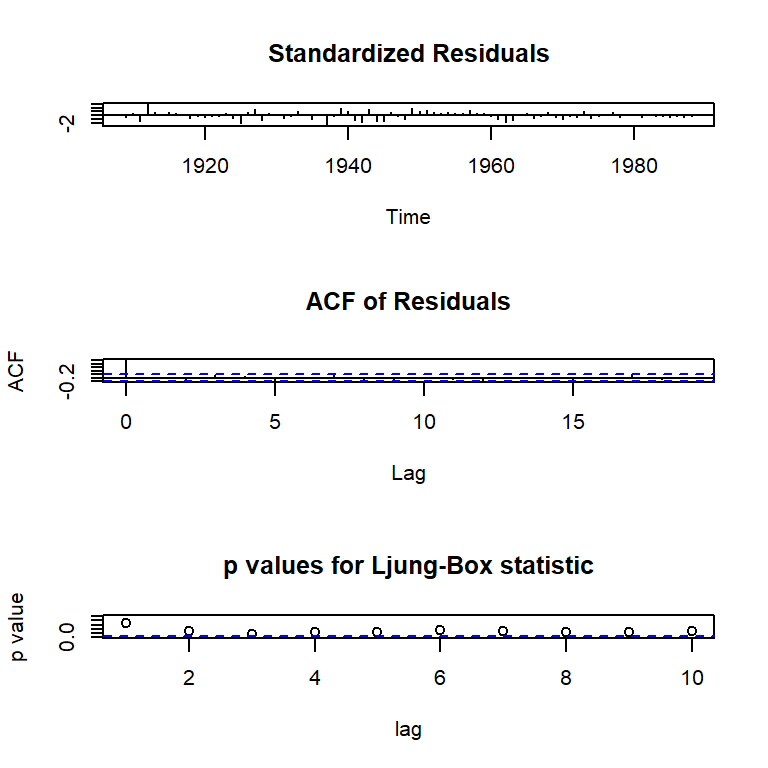 Standardized Residuals
-2
1920 1940 1960 1980
Time
ACF of Residuals
ACF
-0.2
0 5 10 15
Lag
p values for Ljung-Box statistic
p value
0.0
2 4 6 8 10
lag